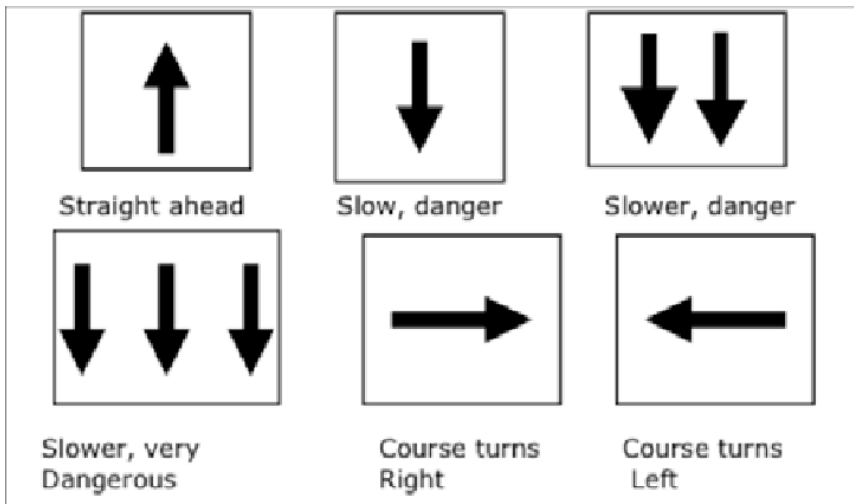 Straight ahead
Slow, danger
Slower, danger
Slower, very
Dangerous
Course turns
Right
Course turns
Left